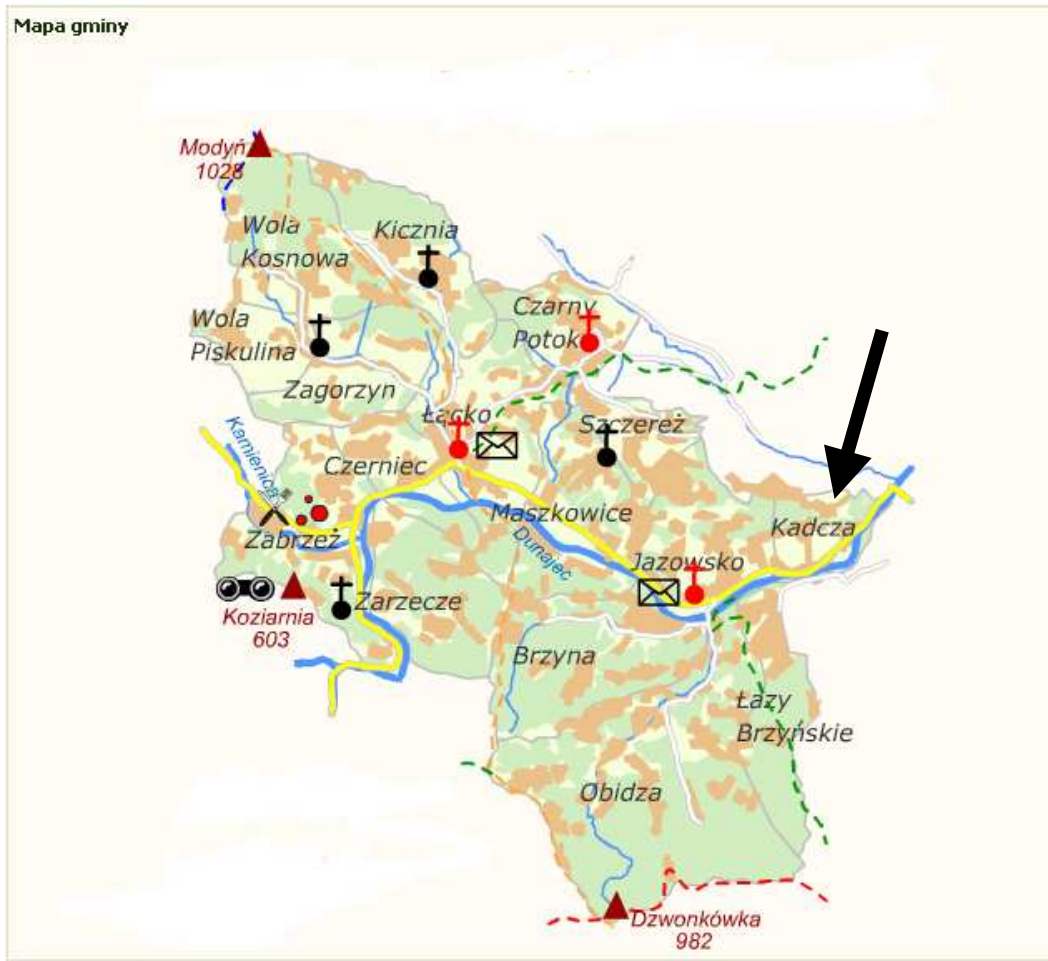 Mapa gminy
Modyń
1028
Wola
Kosnowa
Kicznia
Czarny
Potok
Wola
Piskulina
Zagorzyn
Łącko
Szczereż
Kamienica
Czerniec
Maszkowice
Kadcza
Zabrzeż
Dunajec
Jazowsko
Koziarnia
603
Zarzecze
Brzyna
Łazy
Brzyńskie
Obidza
Dzwonkówka
982